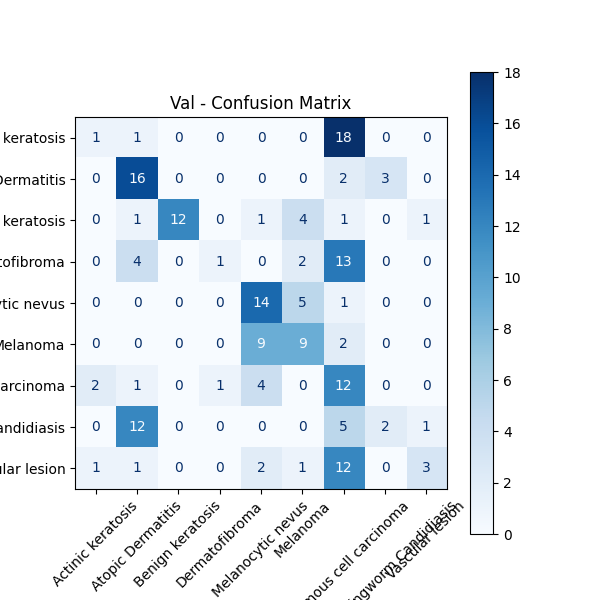 Val - Confusion Matrix
keratosis 1 1 0 0 0 0 18 0 0
Dermatitis 0 16 0 0 0 0 2 3 0
keratosis 0 1 12 0 1 4 1 0 1
tofibroma 0 4 0 1 0 2 13 0 0
ytic nevus 0 0 0 0 14 5 1 0 0
Melanoma 0 0 0 0 9 9 2 0 0
arcinoma 2 1 0 1 4 0 12 0 0
andidiasis 0 12 0 0 0 0 5 2 1
ular lesion 1 1 0 0 2 1 12 0 3
Actinic keratosis
Atopic Dermatitis
Benign keratosis
Dermatofibroma
Melanocytic nevus
Melanoma
mous cell carcinoma
ingworm Candidiasis
Vascular lesion
18
16
14
12
10
8
6
4
2
0